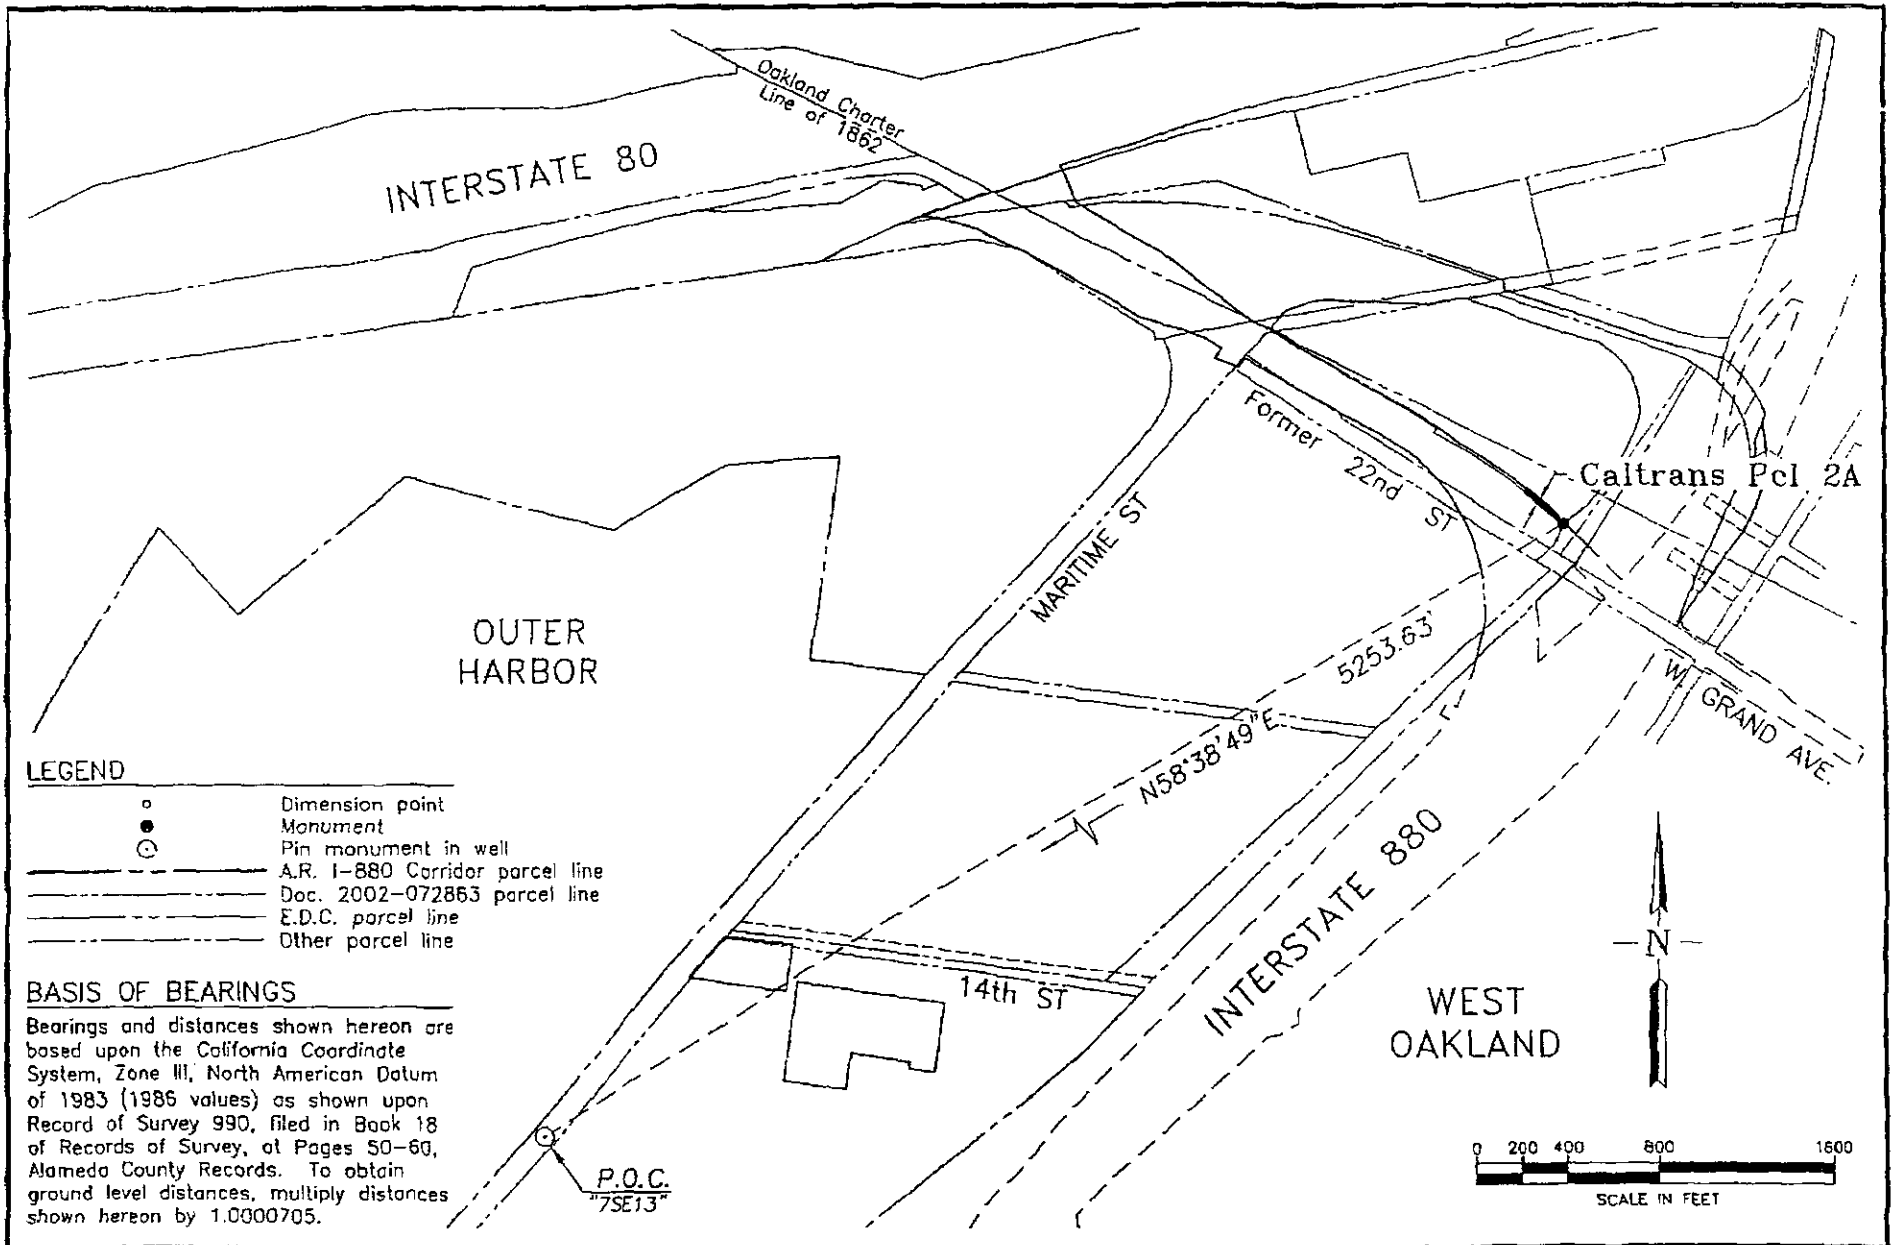 Oakland Charter
Line of 1862
INTERSTATE 80
Former 22nd ST
Caltrans Pcl 2A
MARITIME ST
OUTER
HARBOR
5253.63'
N58°38'49"E
W. GRAND AVE.
INTERSTATE 880
14th ST
WEST
OAKLAND
N
LEGEND
Dimension point
Monument
Pin monument in well
A.R. I-880 Corridor parcel line
Doc. 2002-072863 parcel line
E.D.C. parcel line
Other parcel line
BASIS OF BEARINGS
Bearings and distances shown hereon are
based upon the California Coordinate
System, Zone III, North American Datum
of 1983 (1986 values) as shown upon
Record of Survey 990, filed in Book 18
of Records of Survey, at Pages 50-60,
Alameda County Records. To obtain
ground level distances, multiply distances
shown hereon by 1.0000705.
P.O.C.
"7SE13"
0 200 400 800 1600
SCALE IN FEET